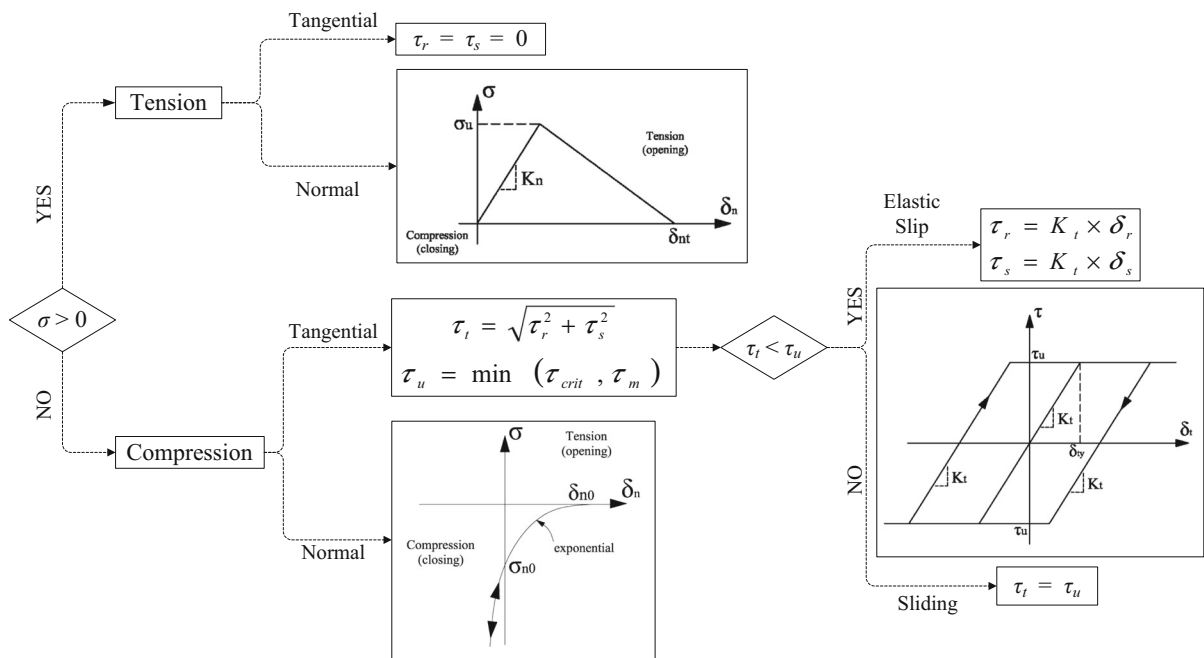 Tangential
τr = τs = 0
Tension
σ
σu
Tension
(opening)
Kn
δn
Compression
(closing)
δnt
Normal
YES
σ > 0
NO
Compression
Tangential
τt = √(τr² + τs²)
τu = min (τcrit , τm)
Normal
σ
Tension
(opening)
δn0
δn
Compression
(closing)
exponential
σn0
τt < τu
YES
NO
Elastic
Slip
τr = Kt × δr
τs = Kt × δs
τ
τu
Kt
δty
δt
Kt
Kt
τu
Sliding
τt = τu